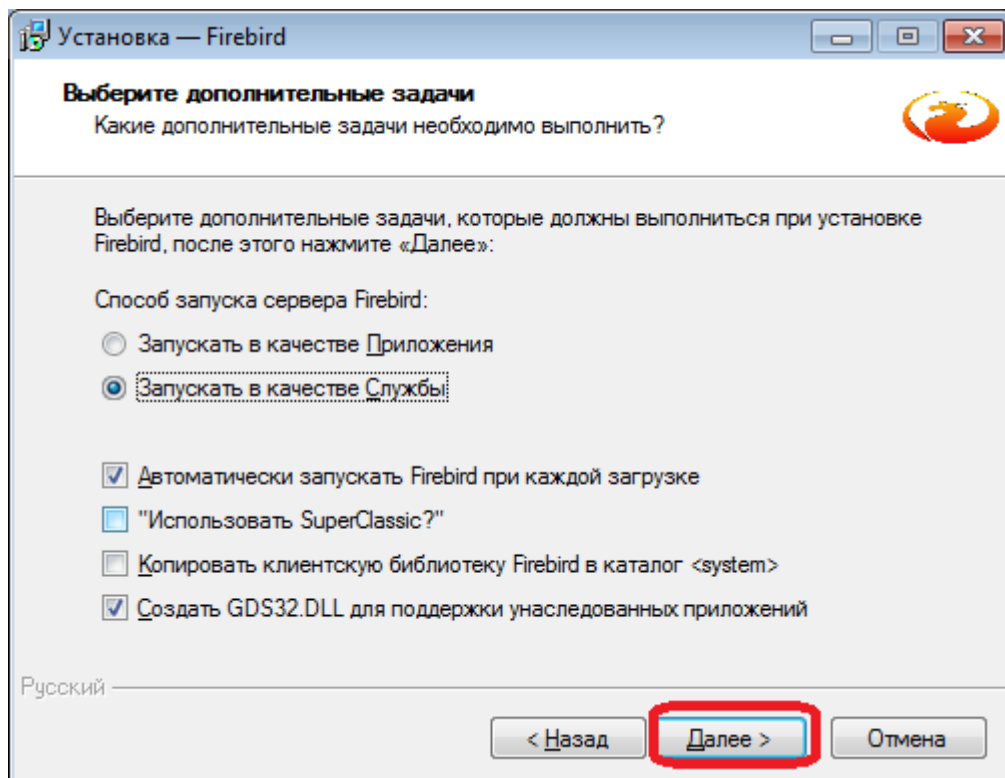 Установка — Firebird
Выберите дополнительные задачи
Какие дополнительные задачи необходимо выполнить?
Выберите дополнительные задачи, которые должны выполниться при установке
Firebird, после этого нажмите «Далее»:
Способ запуска сервера Firebird:
Запускать в качестве Приложения
Запускать в качестве Службы
Автоматически запускать Firebird при каждой загрузке
"Использовать SuperClassic?"
Копировать клиентскую библиотеку Firebird в каталог <system>
Создать GDS32.DLL для поддержки унаследованных приложений
Русский
< Назад
Далее >
Отмена